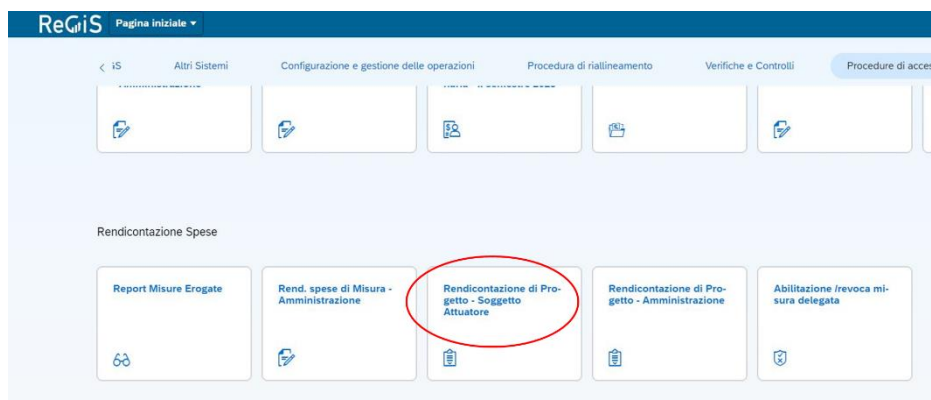 ReGiS Pagina iniziale
iS Altri Sistemi Configurazione e gestione delle operazioni Procedura di riallineamento Verifiche e Controlli Procedure di acces
Rendicontazione Spese
Report Misure Erogate
Rend. spese di Misura -
Amministrazione
Rendicontazione di Pro-
getto - Soggetto
Attuatore
Rendicontazione di Pro-
getto - Amministrazione
Abilitazione /revoca mi-
sura delegata